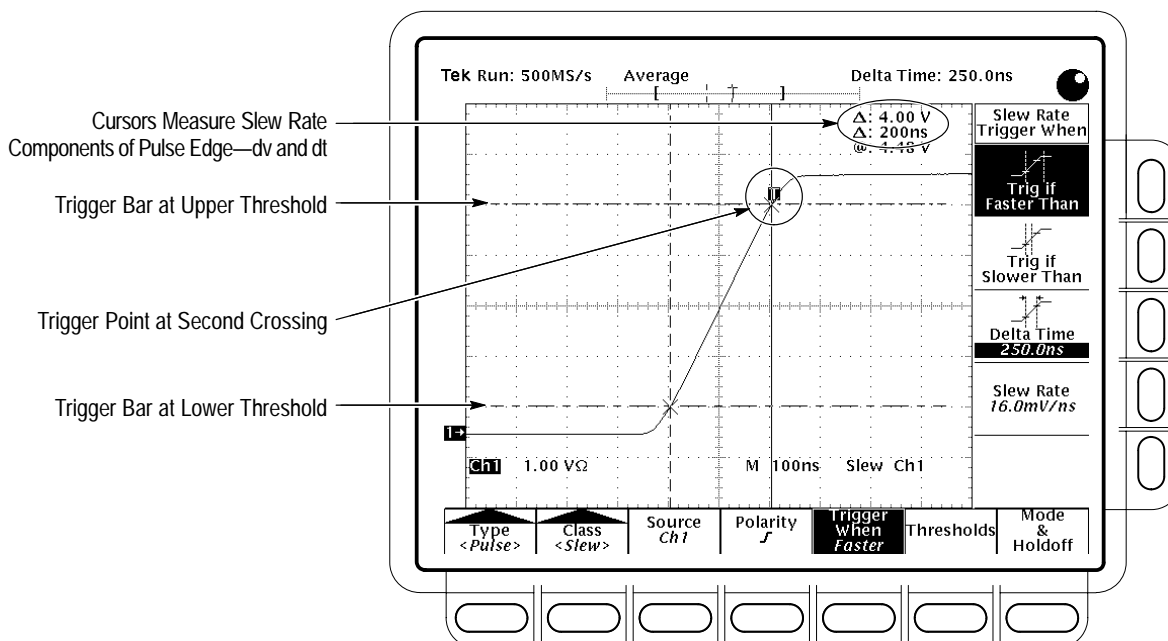 Tek Run: 500MS/s Average Delta Time: 250.0ns
Cursors Measure Slew Rate
Components of Pulse Edge—dv and dt
Trigger Bar at Upper Threshold
Trigger Point at Second Crossing
Trigger Bar at Lower Threshold
Δ: 4.00 V
Δ: 200ns
@: 4.48 V
T
1→
Ch1 1.00 VΩ M 100ns Slew Ch1
Slew Rate
Trigger When
Trig if
Faster Than
Trig if
Slower Than
Delta Time
250.0ns
Slew Rate
16.0mV/ns
Type
<Pulse>
Class
<Slew>
Source
Ch1
Polarity
Trigger
When
Faster
Thresholds
Mode
&
Holdoff